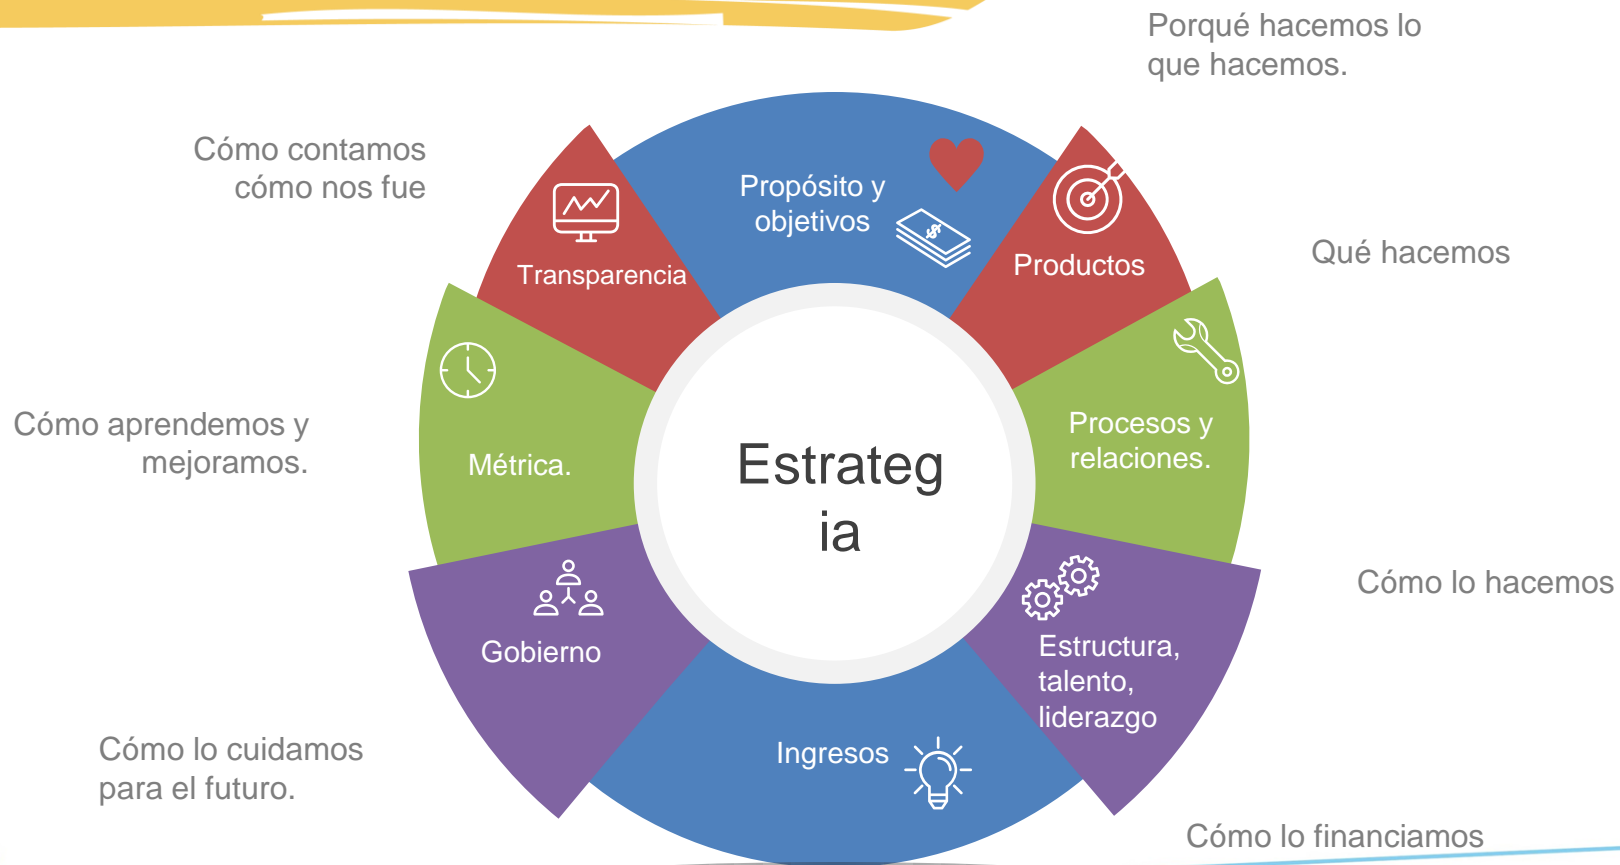 Porqué hacemos lo
que hacemos.
Cómo contamos
cómo nos fue
Propósito y
objetivos
$
Productos
Transparencia
Qué hacemos
Cómo aprendemos y
mejoramos.
Métrica.
Procesos y
relaciones.
Estrateg
ia
Cómo lo hacemos
Gobierno
Estructura,
talento,
liderazgo
Ingresos
Cómo lo cuidamos
para el futuro.
Cómo lo financiamos